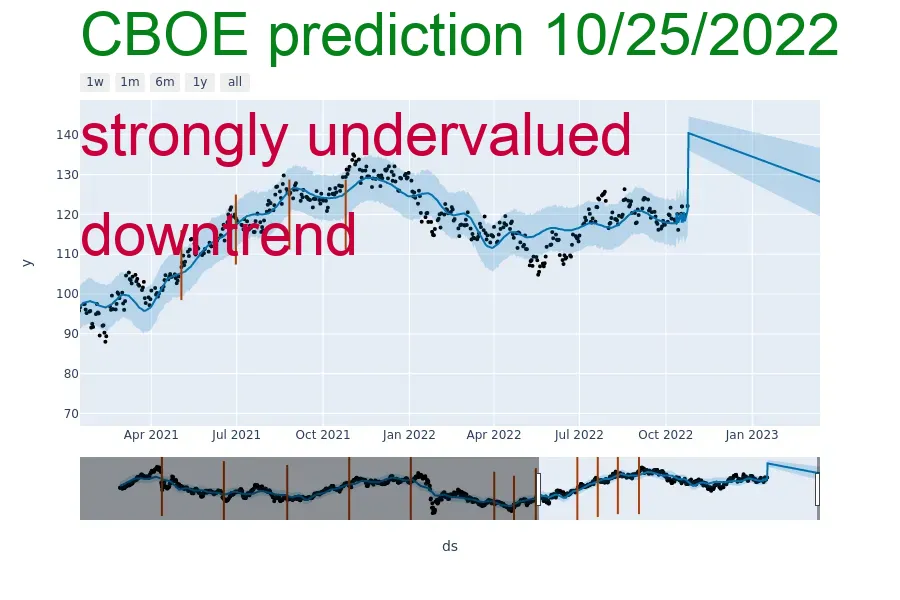 CBOE prediction 10/25/2022
1w 1m 6m 1y all
strongly undervalued
downtrend
y
140
130
120
110
100
90
80
70
Apr 2021 Jul 2021 Oct 2021 Jan 2022 Apr 2022 Jul 2022 Oct 2022 Jan 2023
ds